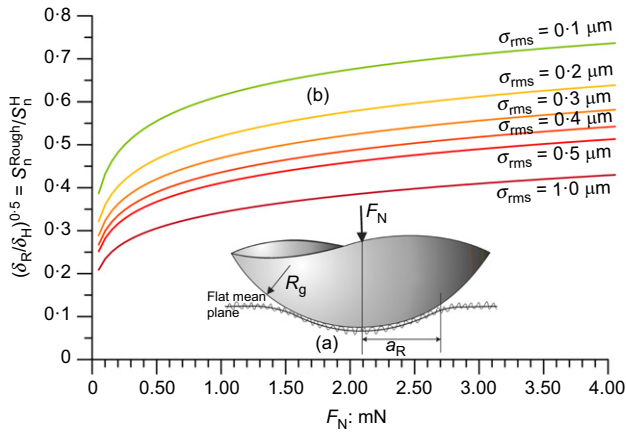 0·8
0·7
0·6
0·5
0·4
0·3
0·2
0·1
0
(δR/δH)^0·5 = Sn^Rough/Sn^H
σrms = 0·1 μm
σrms = 0·2 μm
σrms = 0·3 μm
σrms = 0·4 μm
σrms = 0·5 μm
σrms = 1·0 μm
(b)
FN
Rg
Flat mean
plane
(a)
aR
0 0·50 1·00 1·50 2·00 2·50 3·00 3·50 4·00
FN: mN